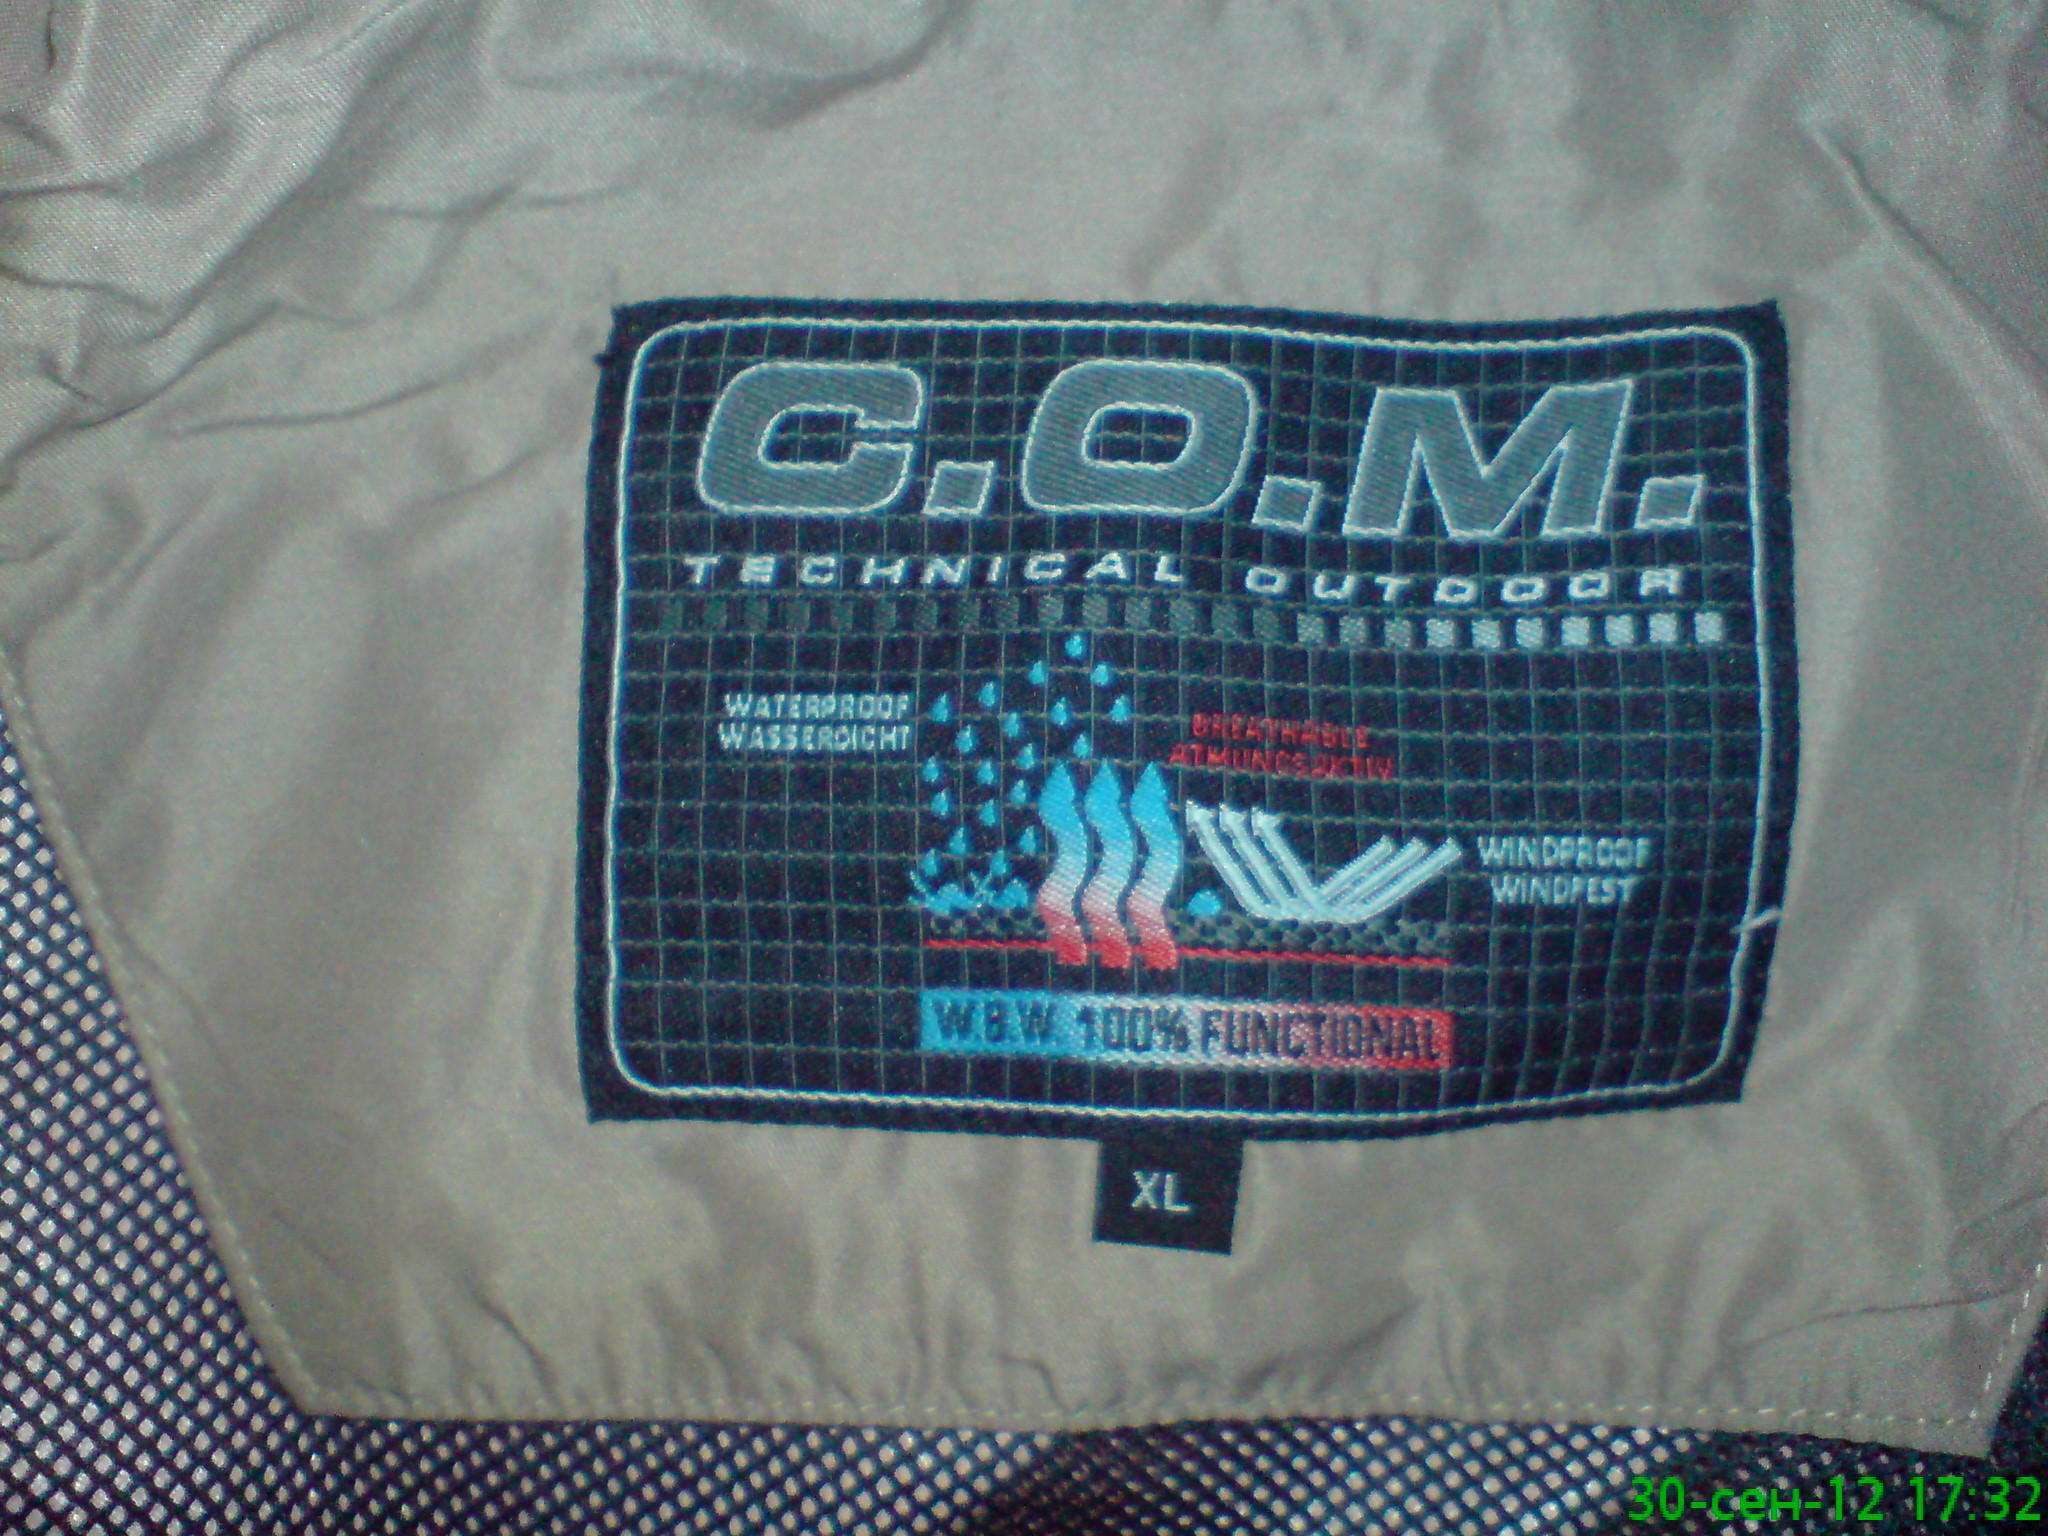 C.O.M.
TECHNICAL OUTDOOR
WATERPROOF
WASSERDICHT
BREATHABLE
ATMUNGSAKTIV
WINDPROOF
WINDFEST
W.B.W. 100% FUNCTIONAL
XL
30-сен-12 17:32